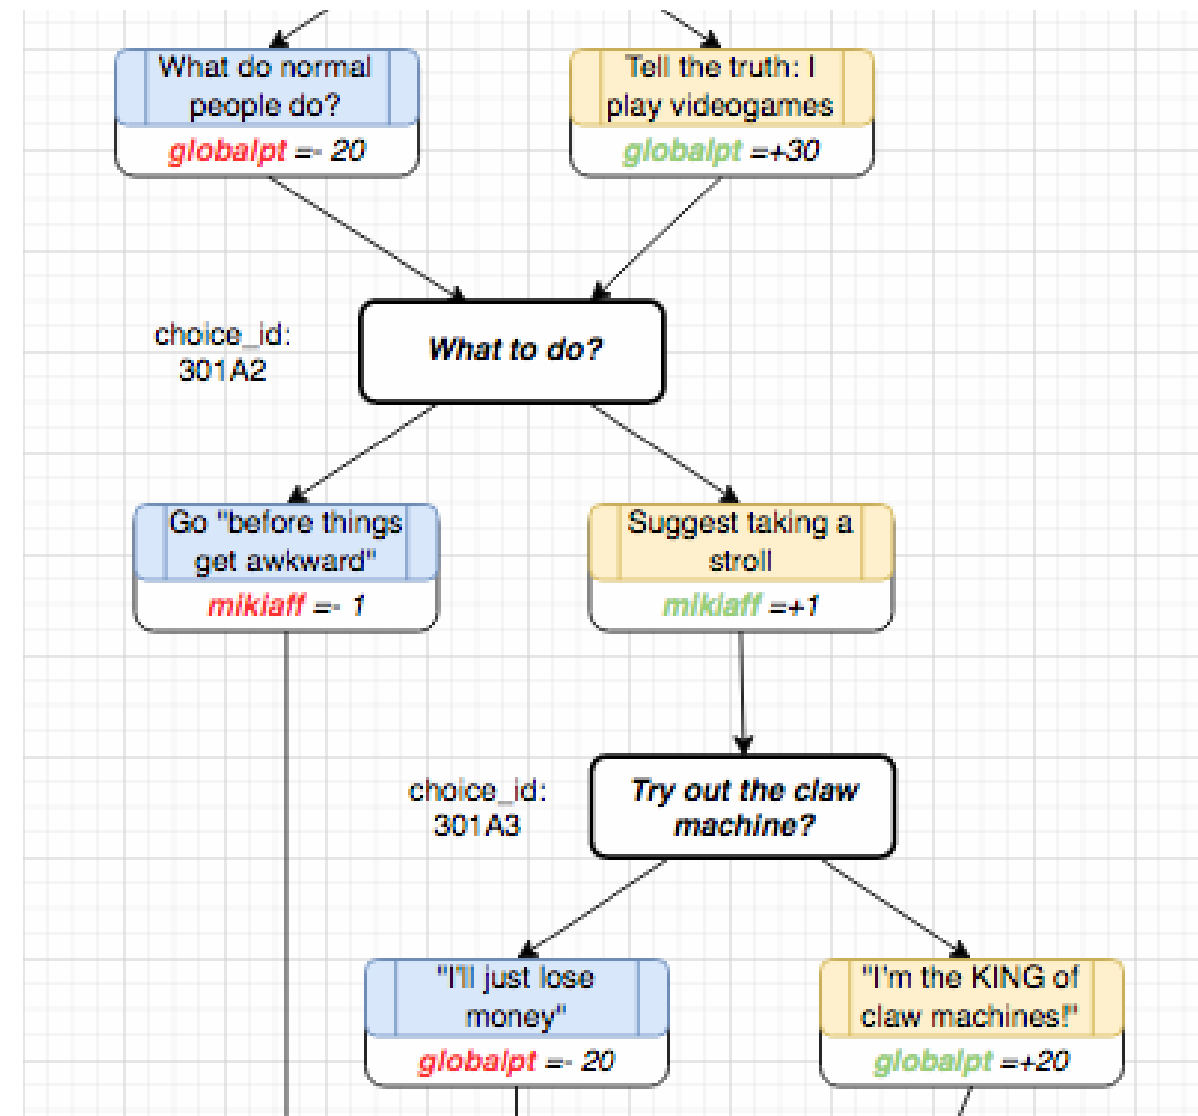 What do normal
people do?
globalpt =- 20
Tell the truth: I
play videogames
globalpt =+30
choice_id:
301A2
What to do?
Go "before things
get awkward"
mikiaff =- 1
Suggest taking a
stroll
mikiaff =+1
choice_id:
301A3
Try out the claw
machine?
"I'll just lose
money"
globalpt =- 20
"I'm the KING of
claw machines!"
globalpt =+20